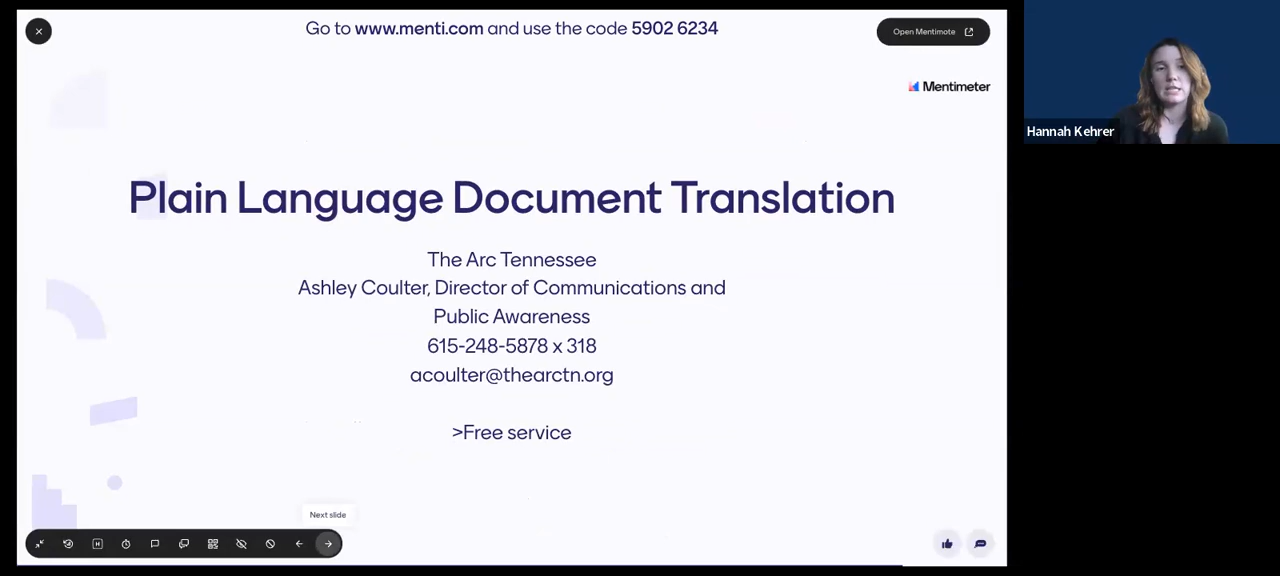 Go to www.menti.com and use the code 5902 6234
Open Mentimote
Mentimeter
Hannah Kehrer
Plain Language Document Translation
The Arc Tennessee
Ashley Coulter, Director of Communications and
Public Awareness
615-248-5878 x 318
acoulter@thearctn.org
>Free service
Next slide
H